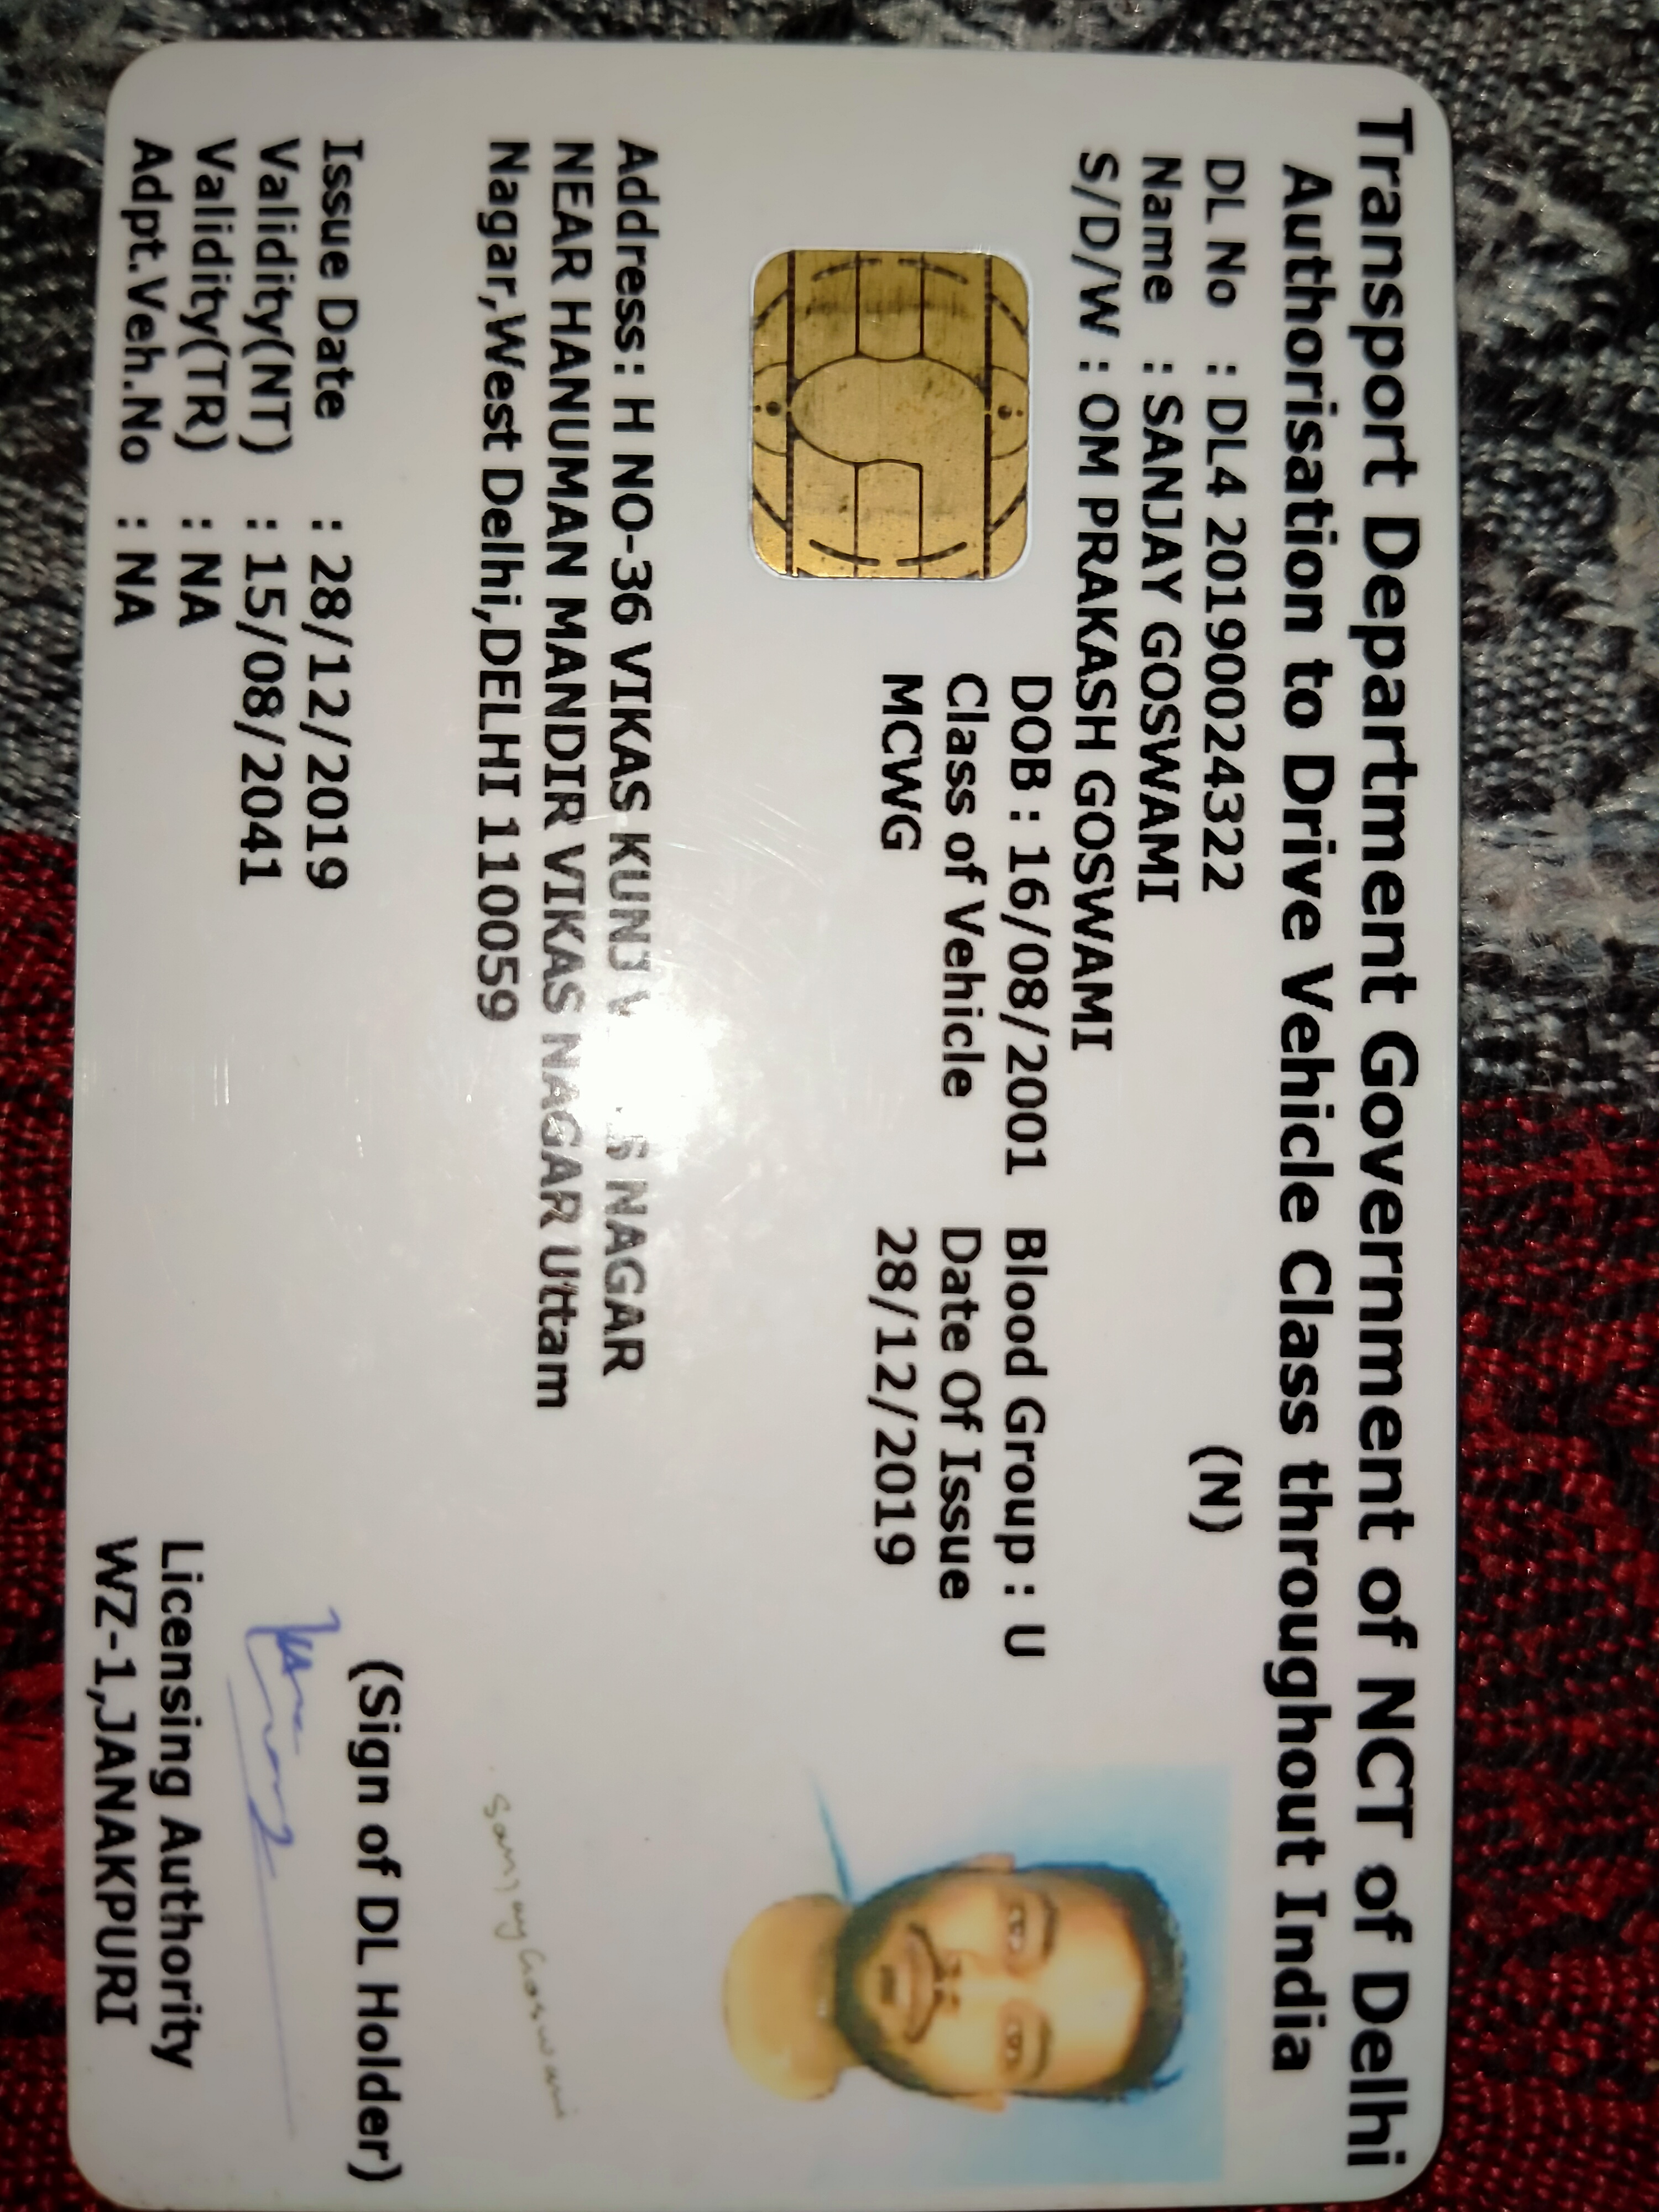 Transport Department Government of NCT of Delhi
Authorisation to Drive Vehicle Class throughout India
DL No : DL4 20190024322 (N)
Name : SANJAY GOSWAMI
S/D/W : OM PRAKASH GOSWAMI
DOB : 16/08/2001 Blood Group : U
Class of Vehicle Date Of Issue
MCWG 28/12/2019
Address : H NO-36 VIKAS KUNJ NAGAR
NEAR HANUMAN MANDIR VIKAS NAGAR Uttam
Nagar,West Delhi,DELHI 110059
Sanjay Goswami
Issue Date : 28/12/2019
(Sign of DL Holder)
Validity(NT) : 15/08/2041
Validity(TR) : NA
Adpt.Veh.No : NA
Licensing Authority
WZ-1,JANAKPURI